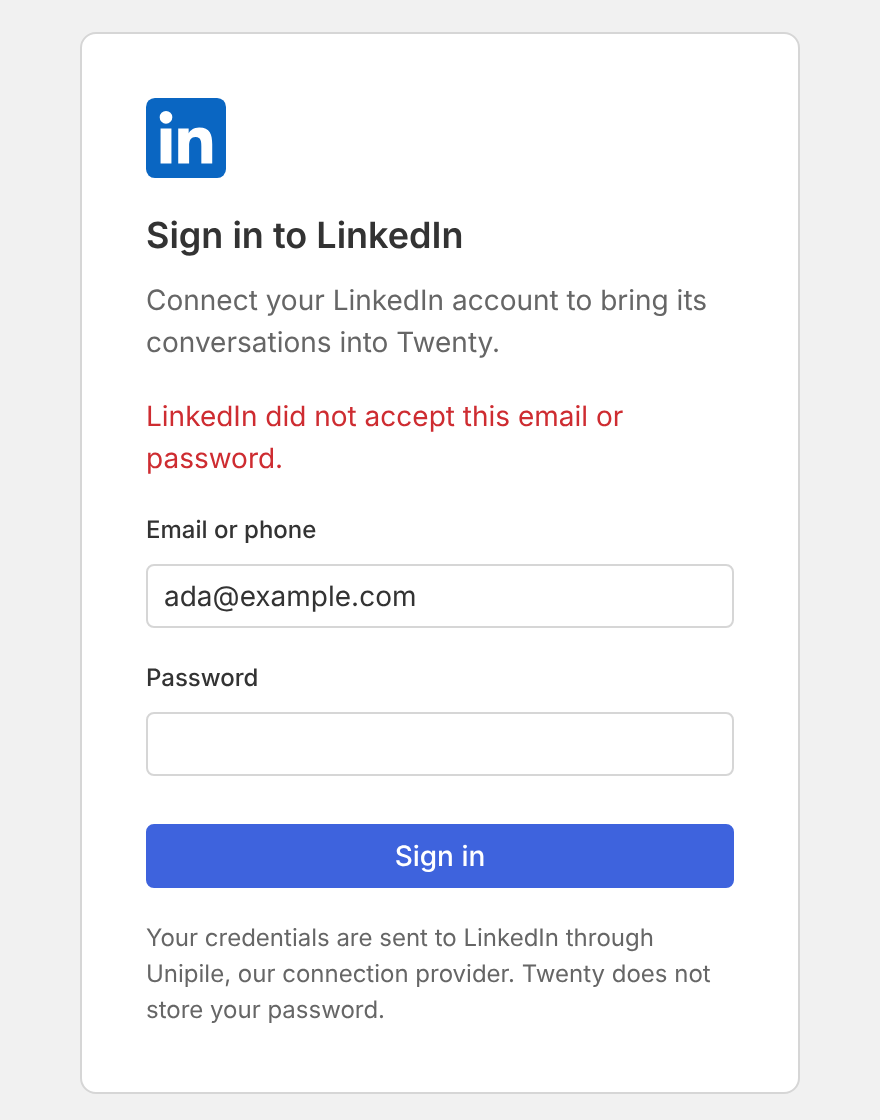 in
Sign in to LinkedIn
Connect your LinkedIn account to bring its
conversations into Twenty.
LinkedIn did not accept this email or
password.
Email or phone
ada@example.com
Password
Sign in
Your credentials are sent to LinkedIn through
Unipile, our connection provider. Twenty does not
store your password.